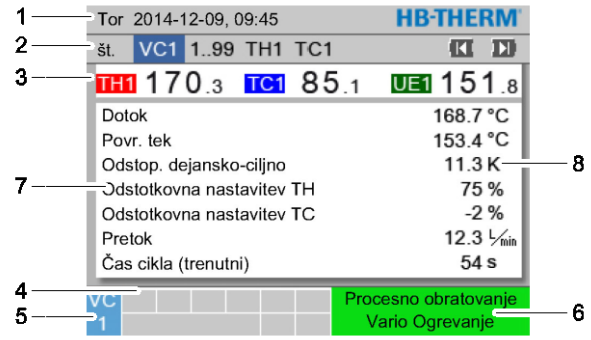 1 Tor 2014-12-09, 09:45 HB-THERM
2 št. VC1 1..99 TH1 TC1
3 TH1 170.3 TC1 85.1 UE1 151.8
Dotok 168.7 °C
Povr. tek 153.4 °C
Odstop. dejansko-ciljno 11.3 K 8
7 Odstotkovna nastavitev TH 75 %
Odstotkovna nastavitev TC -2 %
Pretok 12.3 L/min
Čas cikla (trenutni) 54 s
4
VC Procesno obratovanje
5 1 Vario Ogrevanje 6